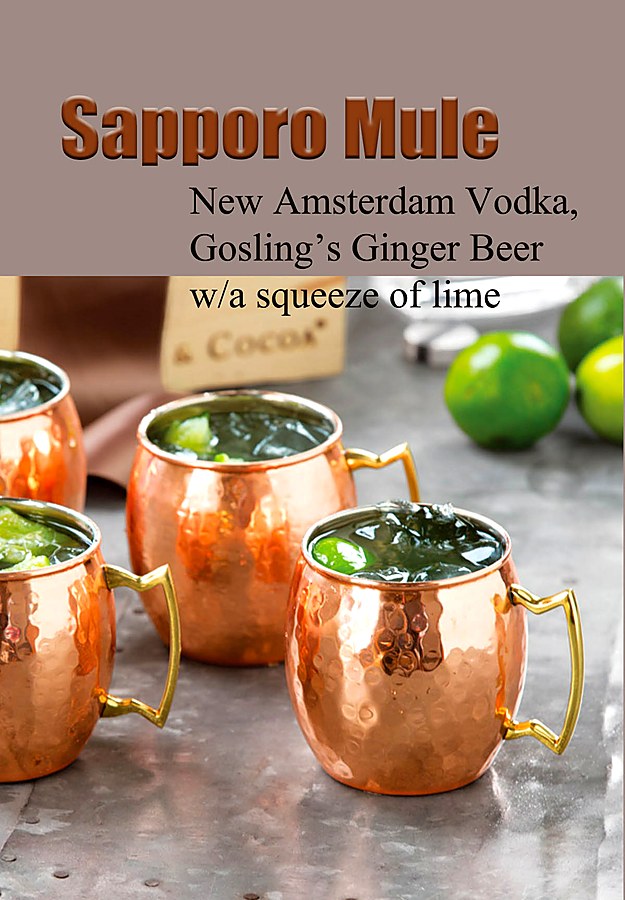 Sapporo Mule
New Amsterdam Vodka,
Gosling’s Ginger Beer
w/a squeeze of lime
& Cocoa